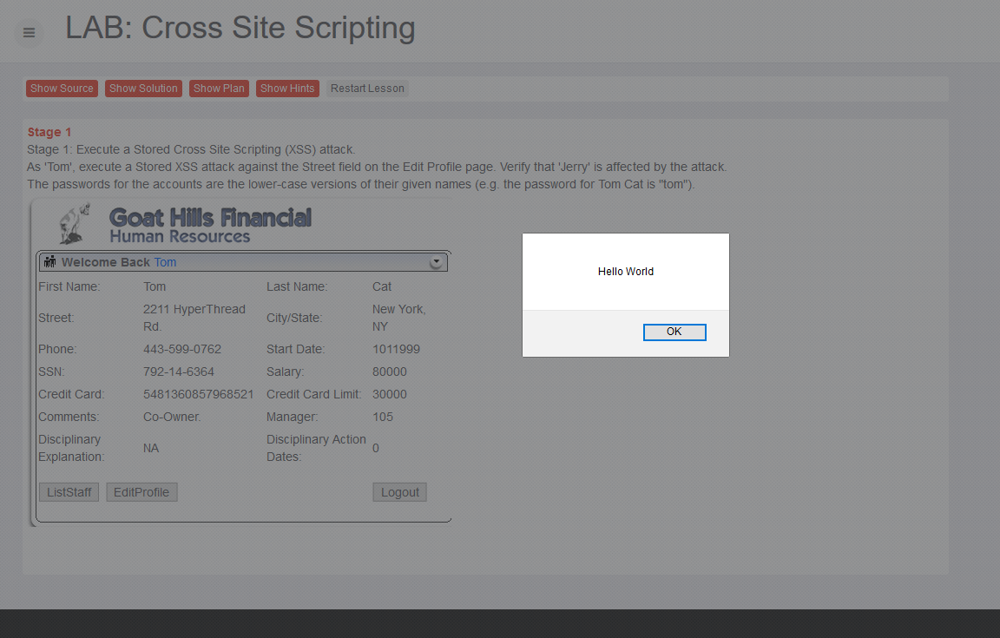 LAB: Cross Site Scripting
Show Source Show Solution Show Plan Show Hints Restart Lesson
Stage 1
Stage 1: Execute a Stored Cross Site Scripting (XSS) attack.
As 'Tom', execute a Stored XSS attack against the Street field on the Edit Profile page. Verify that 'Jerry' is affected by the attack.
The passwords for the accounts are the lower-case versions of their given names (e.g. the password for Tom Cat is "tom").
Goat Hills Financial
Human Resources
Welcome Back Tom
First Name: Tom Last Name: Cat
Street: 2211 HyperThread Rd. City/State: New York, NY
Phone: 443-599-0762 Start Date: 1011999
SSN: 792-14-6364 Salary: 80000
Credit Card: 5481360857968521 Credit Card Limit: 30000
Comments: Co-Owner. Manager: 105
Disciplinary Explanation: NA Disciplinary Action Dates: 0
ListStaff EditProfile Logout
Hello World
OK